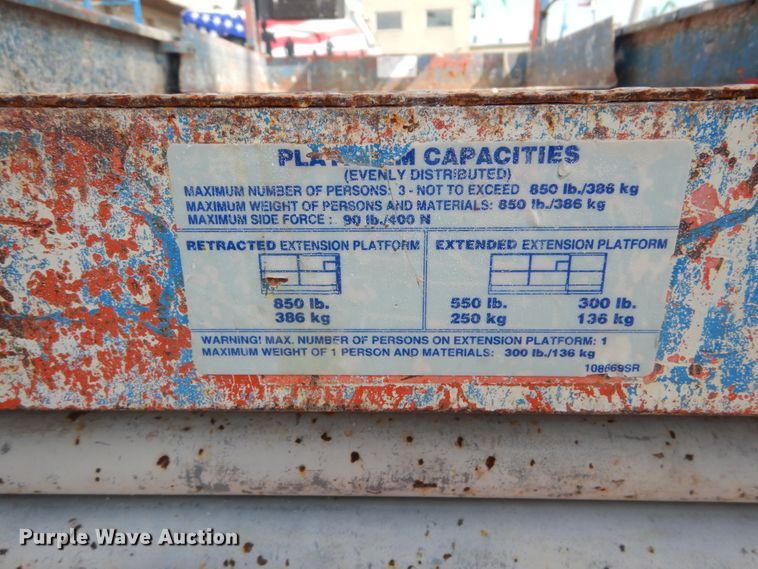 PLATFORM CAPACITIES
(EVENLY DISTRIBUTED)
MAXIMUM NUMBER OF PERSONS: 3 - NOT TO EXCEED 850 lb./386 kg
MAXIMUM WEIGHT OF PERSONS AND MATERIALS: 850 lb./386 kg
MAXIMUM SIDE FORCE : 90 lb./400 N
RETRACTED EXTENSION PLATFORM
850 lb.
386 kg
EXTENDED EXTENSION PLATFORM
550 lb. 300 lb.
250 kg 136 kg
WARNING! MAX. NUMBER OF PERSONS ON EXTENSION PLATFORM: 1
MAXIMUM WEIGHT OF 1 PERSON AND MATERIALS: 300 lb./136 kg
108669SR
Purple Wave Auction